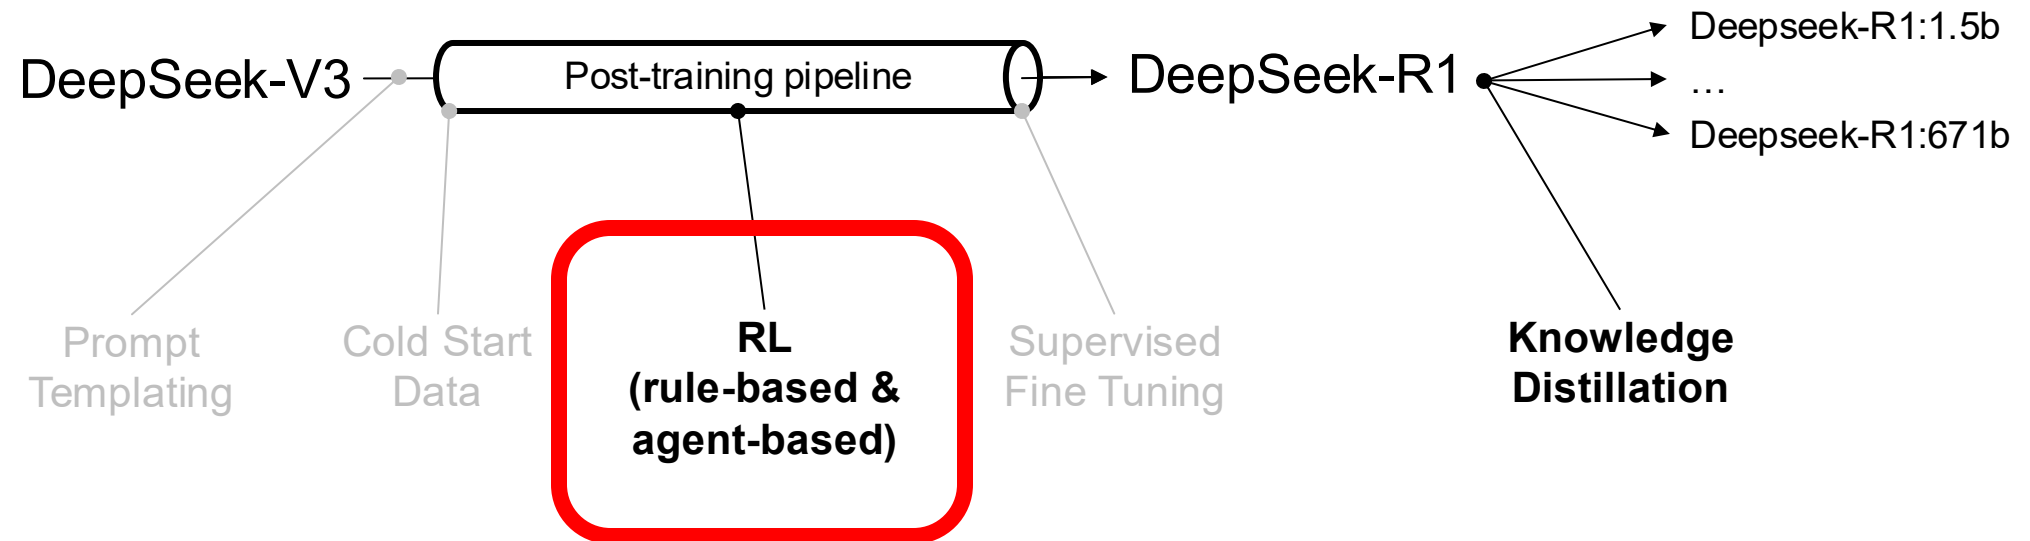 DeepSeek-V3
Post-training pipeline
DeepSeek-R1
Deepseek-R1:1.5b
...
Deepseek-R1:671b
Prompt
Templating
Cold Start
Data
RL
(rule-based &
agent-based)
Supervised
Fine Tuning
Knowledge
Distillation